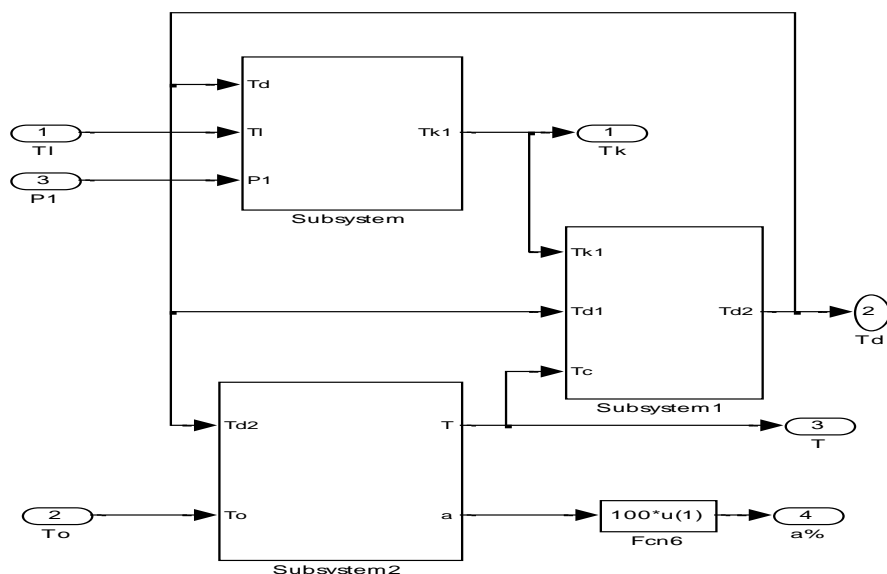 Td
1
Tl
Tl
Tk1
1
Tk
3
P1
P1
Subsystem
Tk1
Td1
Td2
2
Td
Tc
Subsystem1
Td2
T
3
T
2
To
To
a
100*u(1)
Fcn6
4
a%
Subsystem2